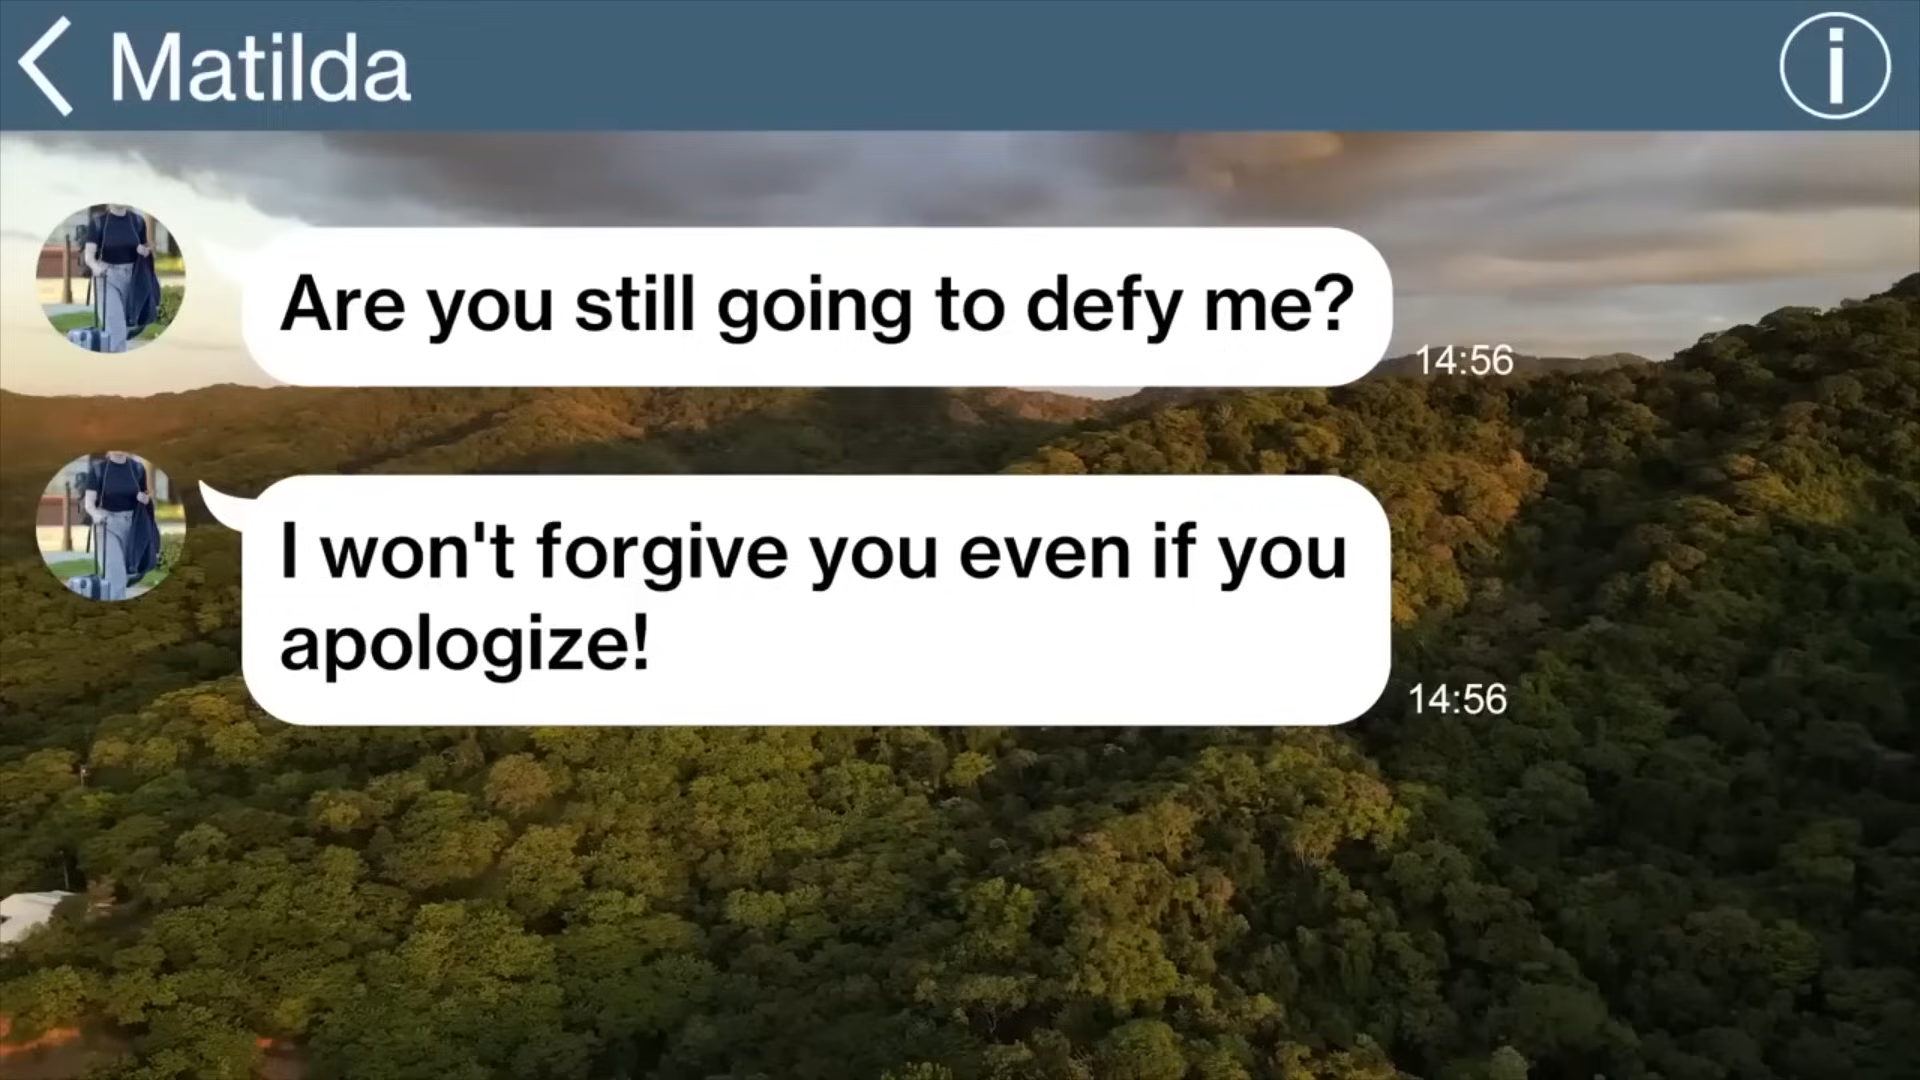 Matilda
Are you still going to defy me?
14:56
I won't forgive you even if you
apologize!
14:56